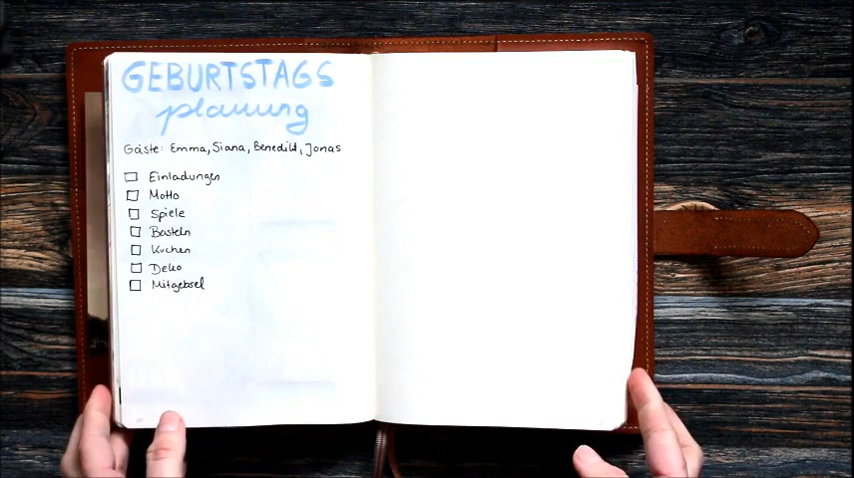 GEBURTSTAGS
planung
Gäste: Emma, Siana, Benedikt, Jonas
Einladungen
Motto
Spiele
Basteln
Kuchen
Deko
Mitgebsel